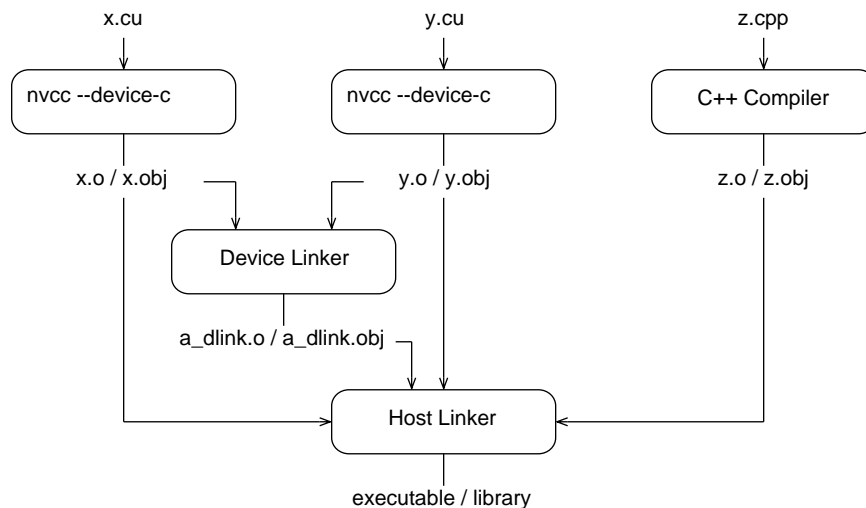 x.cu
y.cu
z.cpp
nvcc --device-c
nvcc --device-c
C++ Compiler
x.o / x.obj
y.o / y.obj
z.o / z.obj
Device Linker
a_dlink.o / a_dlink.obj
Host Linker
executable / library